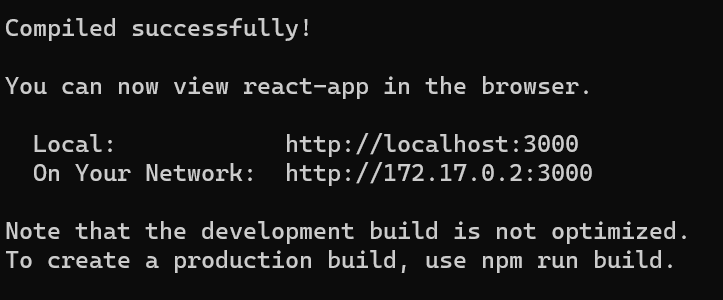 Compiled successfully!
You can now view react-app in the browser.
Local: http://localhost:3000
On Your Network: http://172.17.0.2:3000
Note that the development build is not optimized.
To create a production build, use npm run build.